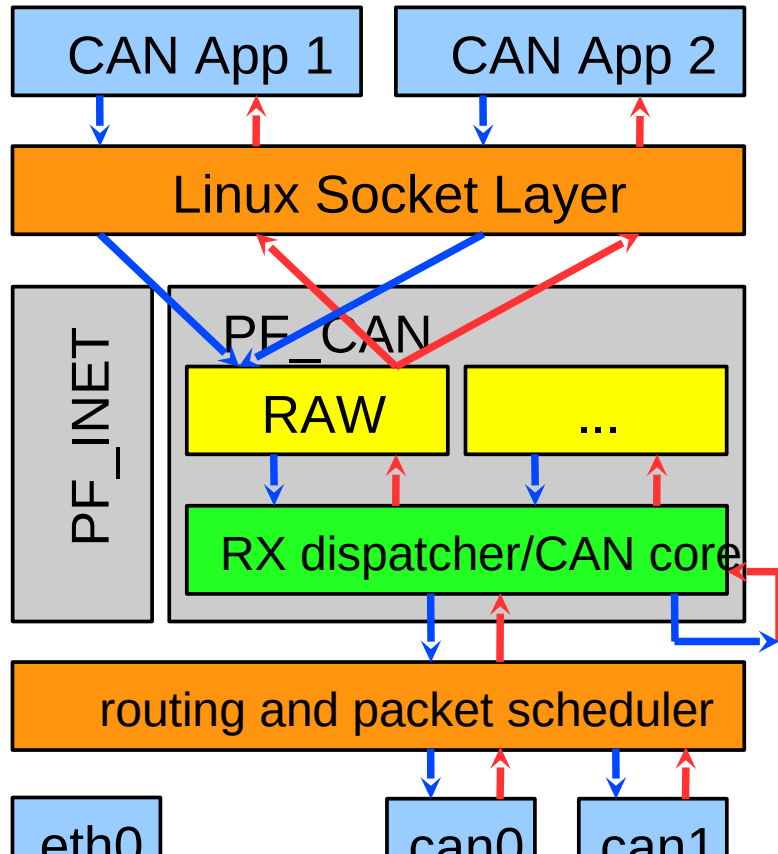 CAN App 1
CAN App 2
Linux Socket Layer
PF_INET
PF_CAN
RAW
...
RX dispatcher/CAN core
routing and packet scheduler
eth0
can0
can1